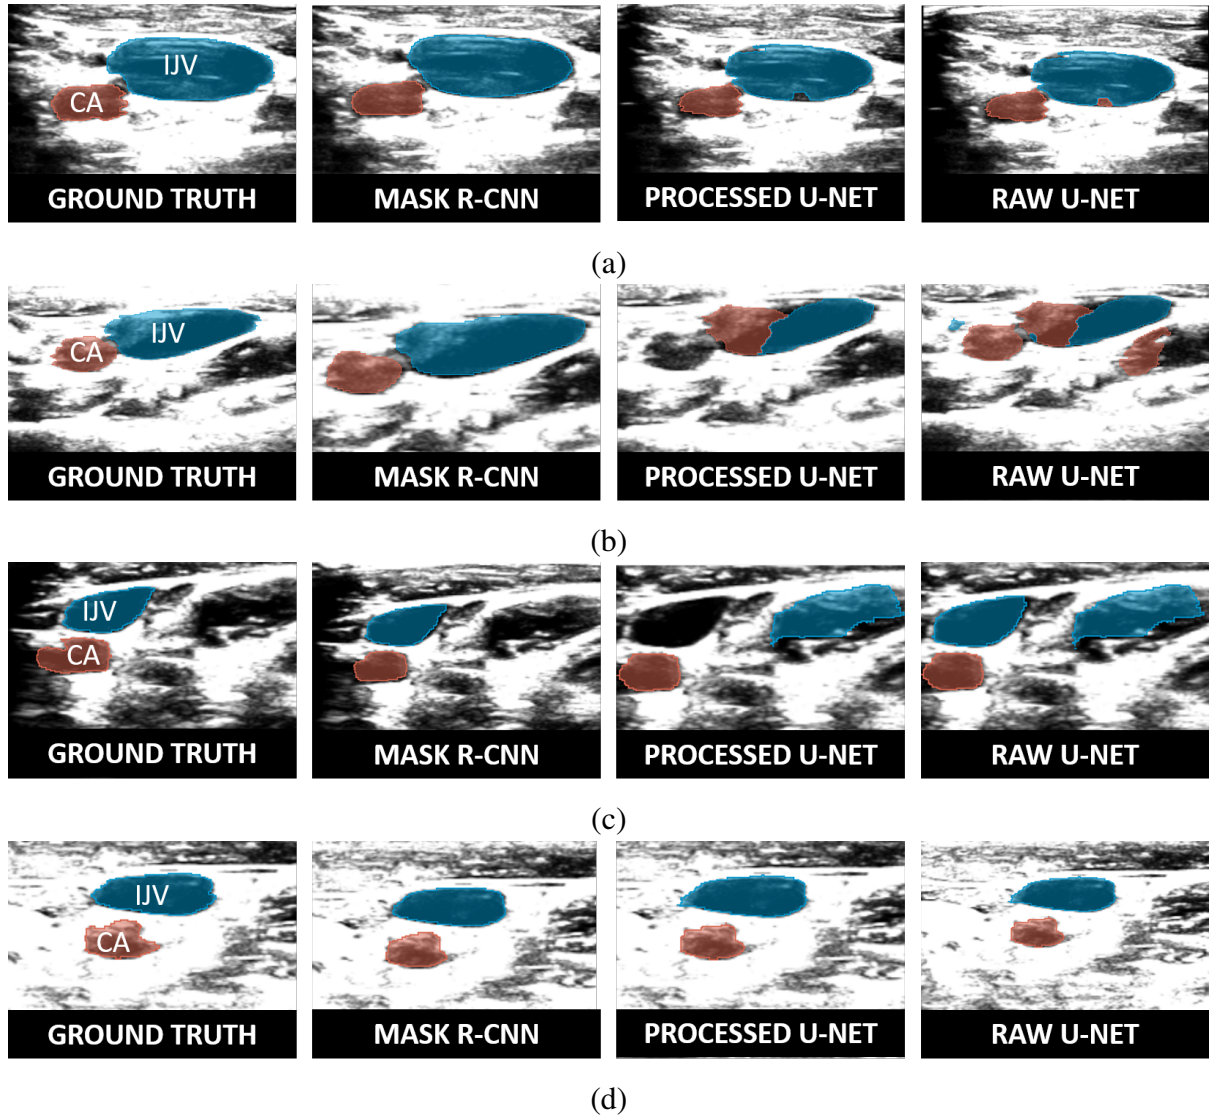 IJV
CA
GROUND TRUTH MASK R-CNN PROCESSED U-NET RAW U-NET
(a)
IJV
CA
GROUND TRUTH MASK R-CNN PROCESSED U-NET RAW U-NET
(b)
IJV
CA
GROUND TRUTH MASK R-CNN PROCESSED U-NET RAW U-NET
(c)
IJV
CA
GROUND TRUTH MASK R-CNN PROCESSED U-NET RAW U-NET
(d)